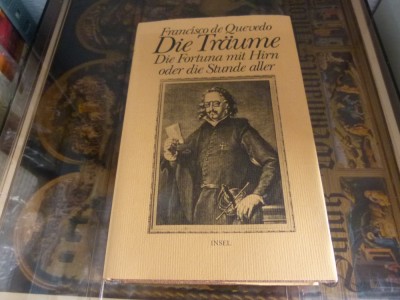 Francisco de Quevedo
Die Träume
Die Fortuna mit Hirn
oder die Stunde aller
INSEL